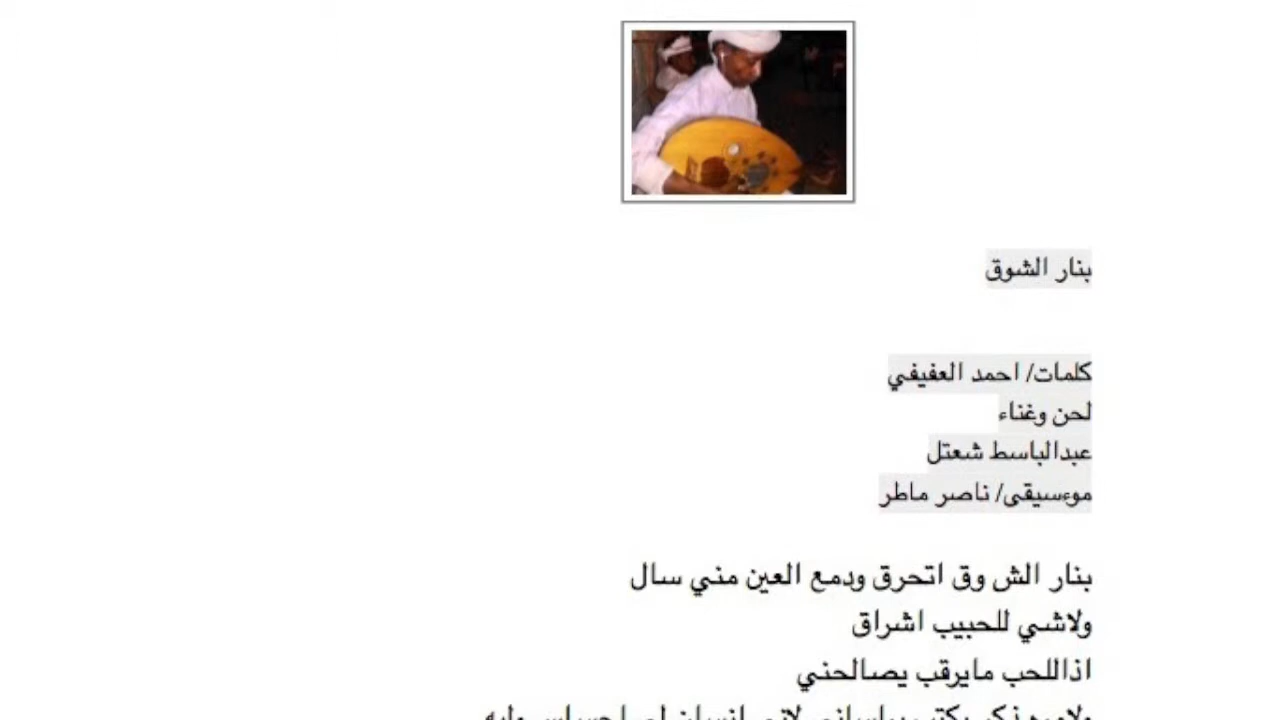 بنار الشوق
كلمات/ احمد العفيفي
لحن وغناء
عبدالباسط شعتل
موءسيقى/ ناصر ماطر
بنار الش وق اتحرق ودمع العين مني سال
ولاشي للحبيب اشراق
اذاللحب مايرقب يصالحني